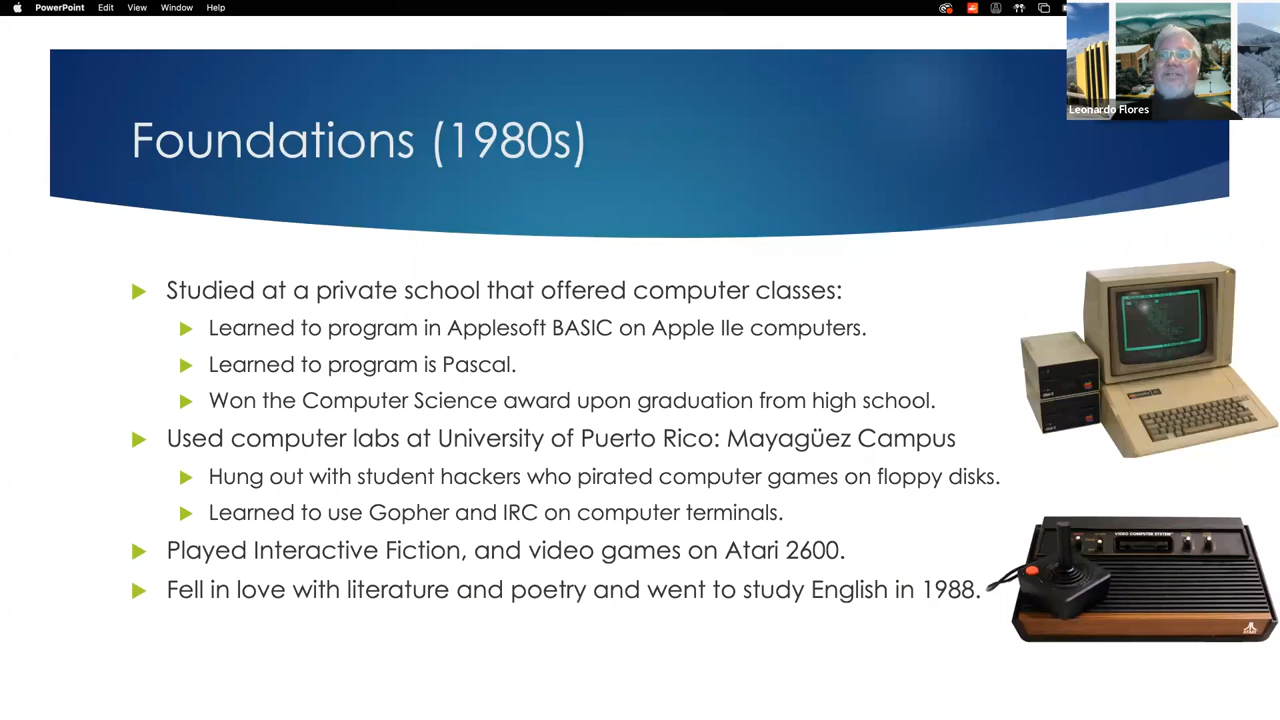 PowerPoint Edit View Window Help
Leonardo Flores
Foundations (1980s)
Studied at a private school that offered computer classes:
Learned to program in Applesoft BASIC on Apple IIe computers.
Learned to program is Pascal.
Won the Computer Science award upon graduation from high school.
Used computer labs at University of Puerto Rico: Mayagüez Campus
Hung out with student hackers who pirated computer games on floppy disks.
Learned to use Gopher and IRC on computer terminals.
Played Interactive Fiction, and video games on Atari 2600.
Fell in love with literature and poetry and went to study English in 1988.
VIDEO COMPUTER SYSTEM
ATARI